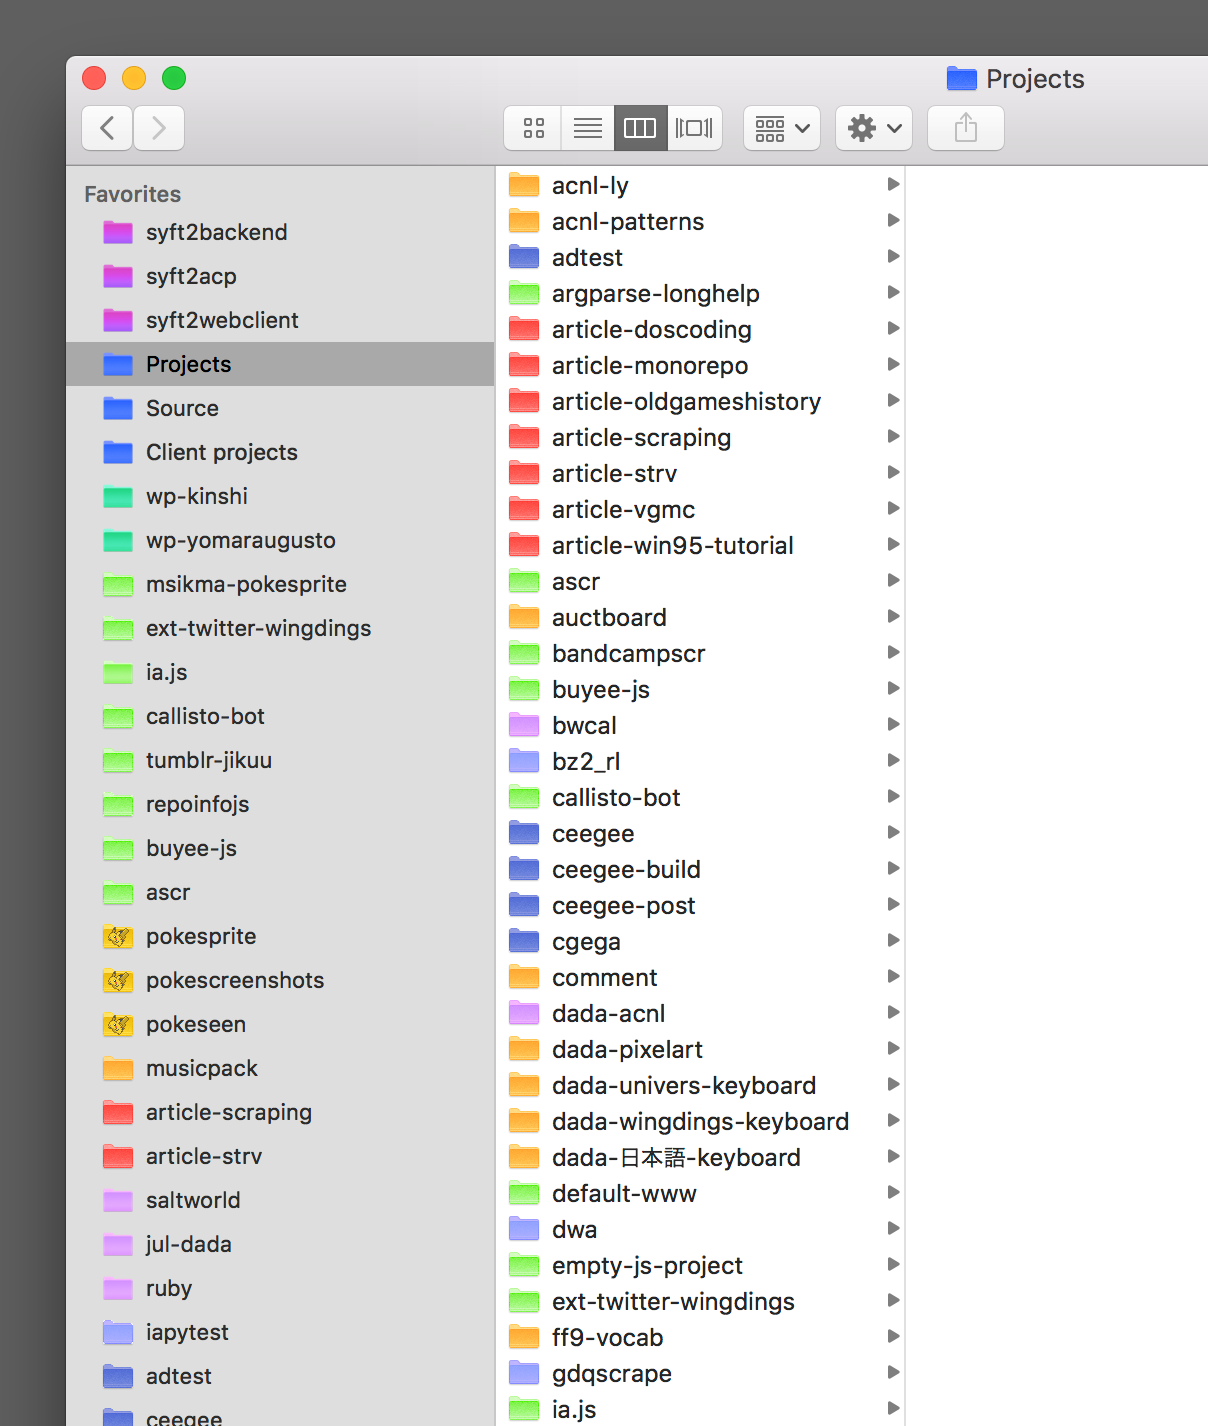 Projects
Favorites
syft2backend
syft2acp
syft2webclient
Projects
Source
Client projects
wp-kinshi
wp-yomaraugusto
msikma-pokesprite
ext-twitter-wingdings
ia.js
callisto-bot
tumblr-jikuu
repoinfojs
buyee-js
ascr
pokesprite
pokescreenshots
pokeseen
musicpack
article-scraping
article-strv
saltworld
jul-dada
ruby
iapytest
adtest
ceegee
acnl-ly
acnl-patterns
adtest
argparse-longhelp
article-doscoding
article-monorepo
article-oldgameshistory
article-scraping
article-strv
article-vgmc
article-win95-tutorial
ascr
auctboard
bandcampscr
buyee-js
bwcal
bz2_rl
callisto-bot
ceegee
ceegee-build
ceegee-post
cgega
comment
dada-acnl
dada-pixelart
dada-univers-keyboard
dada-wingdings-keyboard
dada-日本語-keyboard
default-www
dwa
empty-js-project
ext-twitter-wingdings
ff9-vocab
gdqscrape
ia.js